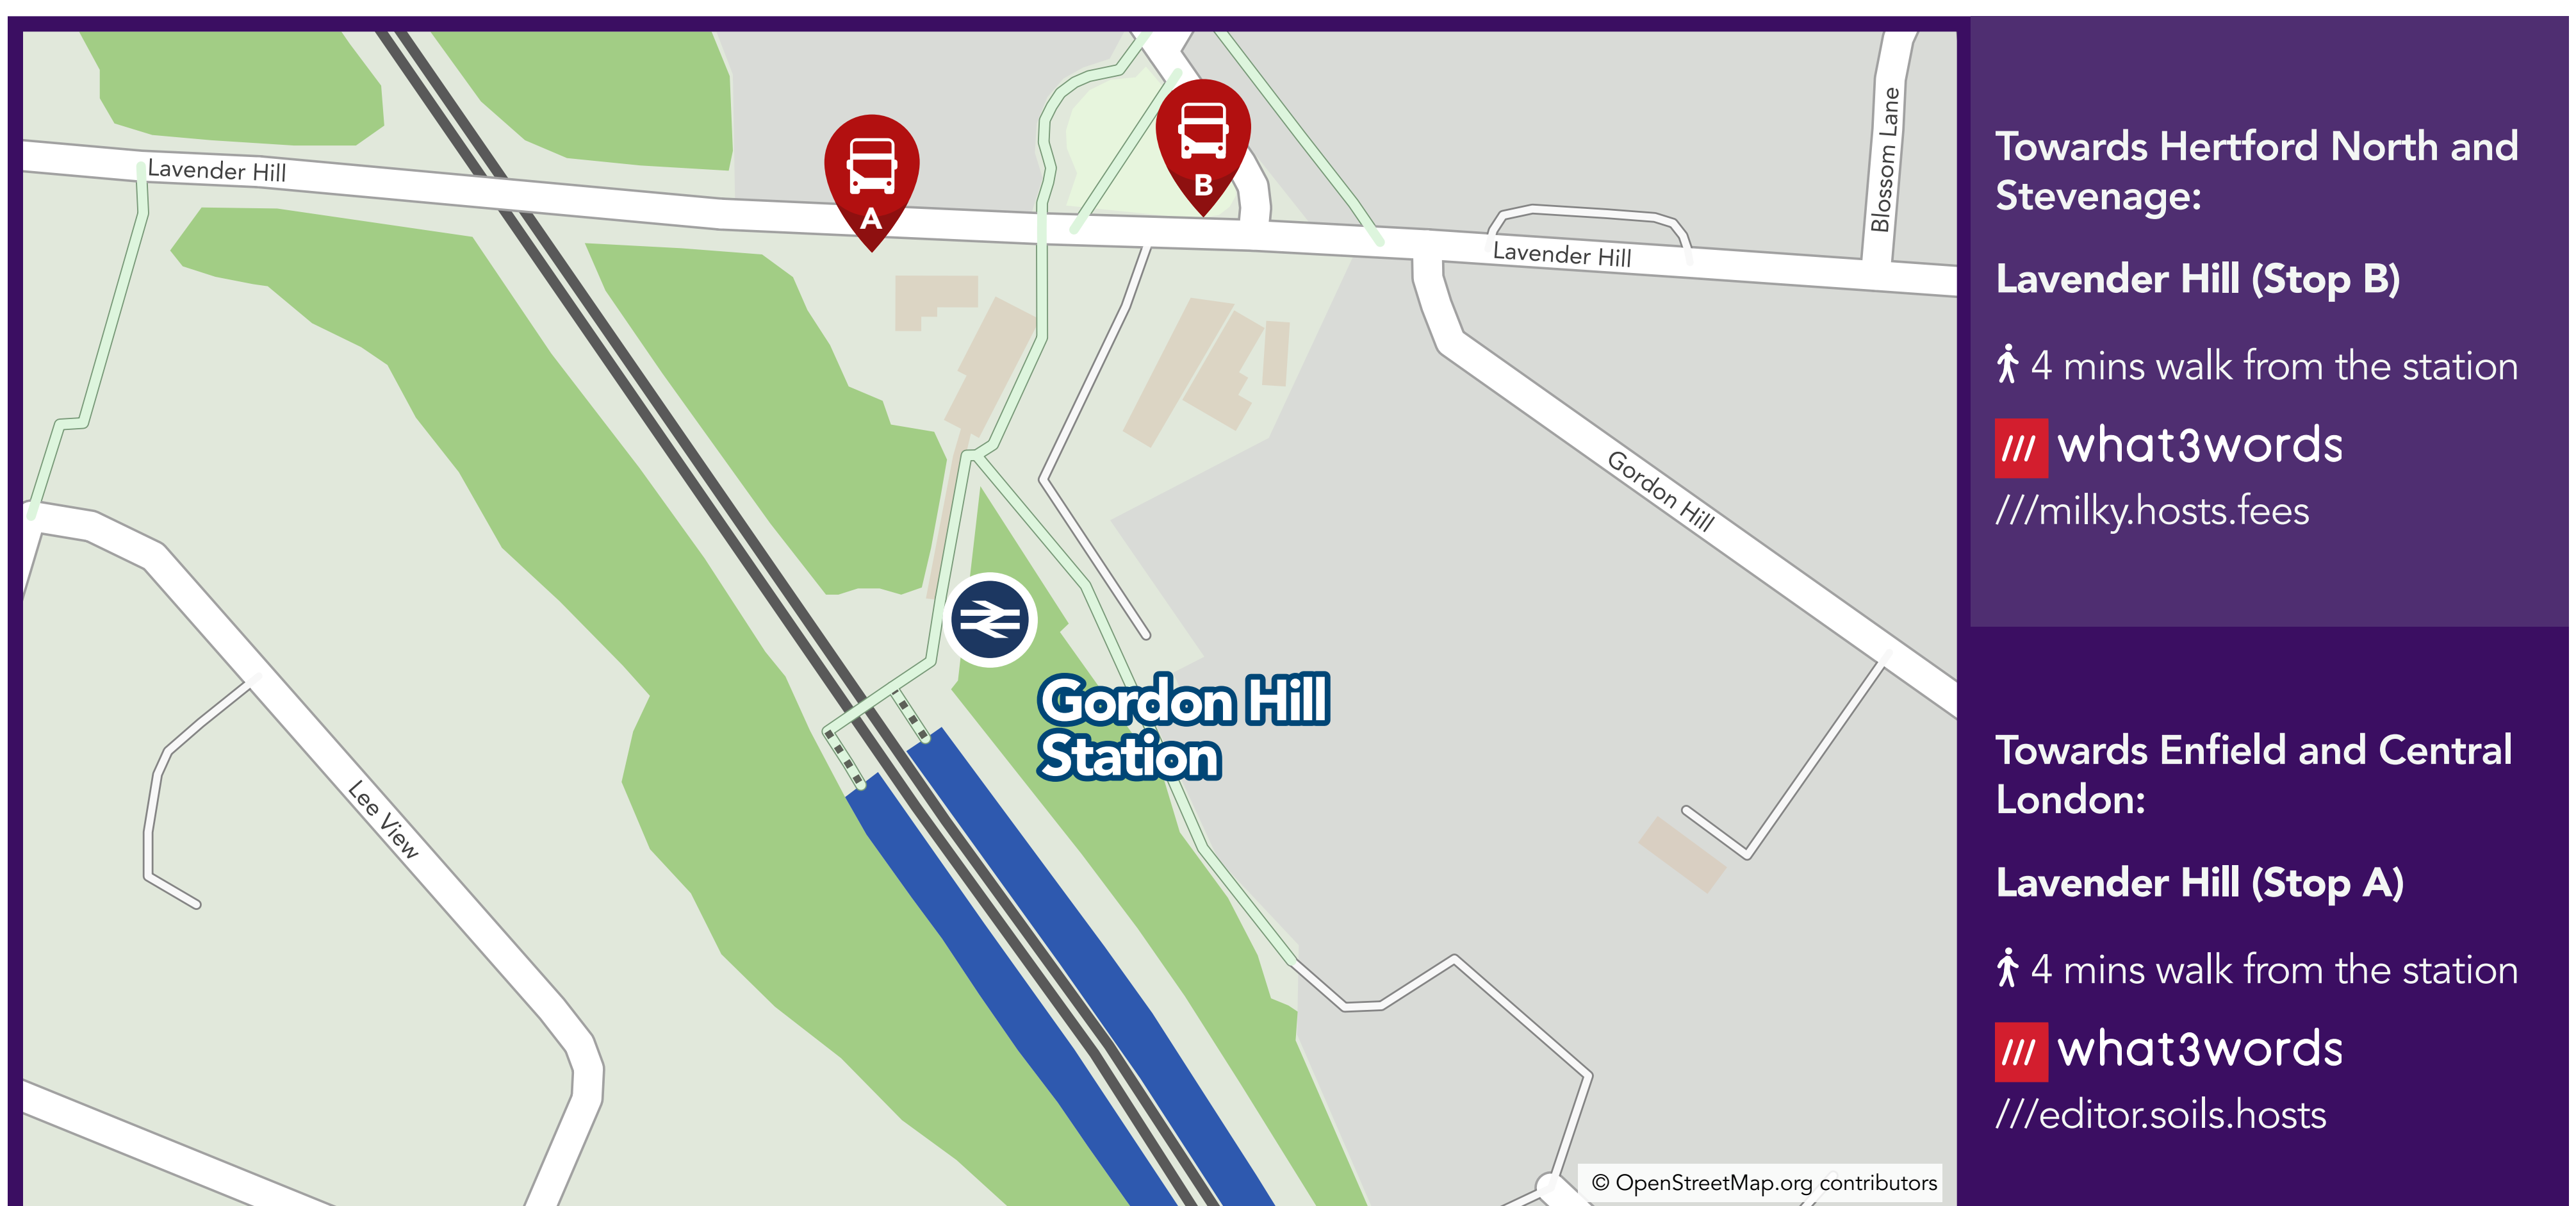 Lavender Hill
A
B
Blossom Lane
Lavender Hill
Gordon Hill
Gordon Hill
Station
Lee View
© OpenStreetMap.org contributors
Towards Hertford North and
Stevenage:
Lavender Hill (Stop B)
4 mins walk from the station
what3words
///milky.hosts.fees
Towards Enfield and Central
London:
Lavender Hill (Stop A)
4 mins walk from the station
what3words
///editor.soils.hosts